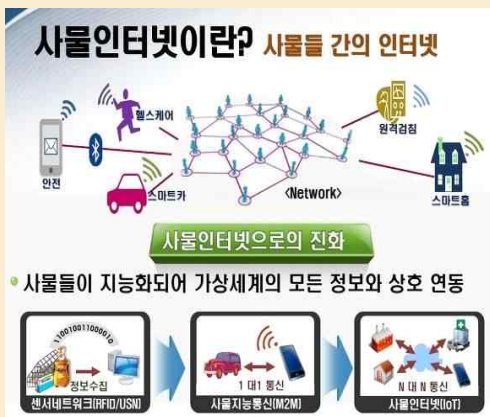 사물인터넷이란? 사물들 간의 인터넷
헬스케어
원격검침
안전
스마트카
<Network>
스마트홈
사물인터넷으로의 진화
사물들이 지능화되어 가상세계의 모든 정보와 상호 연동
110010011000010
정보수집
1 대1 통신
N 대 N 통신
센서네트워크(RFID/USN)
사물지능통신(M2M)
사물인터넷(IoT)